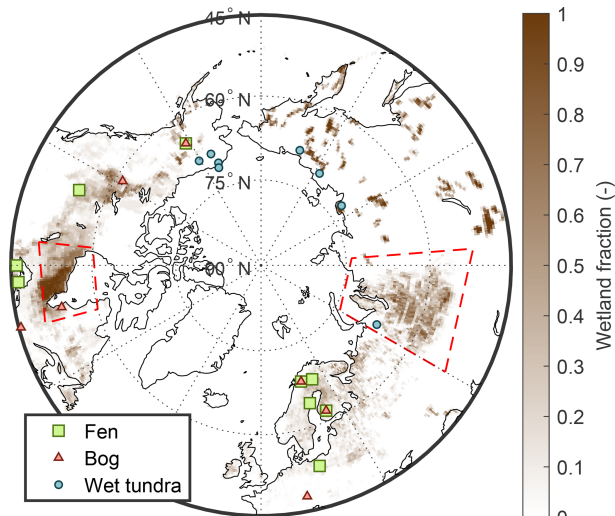 45° N
60° N
75° N
90° N
Fen
Bog
Wet tundra
1
0.9
0.8
0.7
0.6
0.5
0.4
0.3
0.2
0.1
0
Wetland fraction (-)